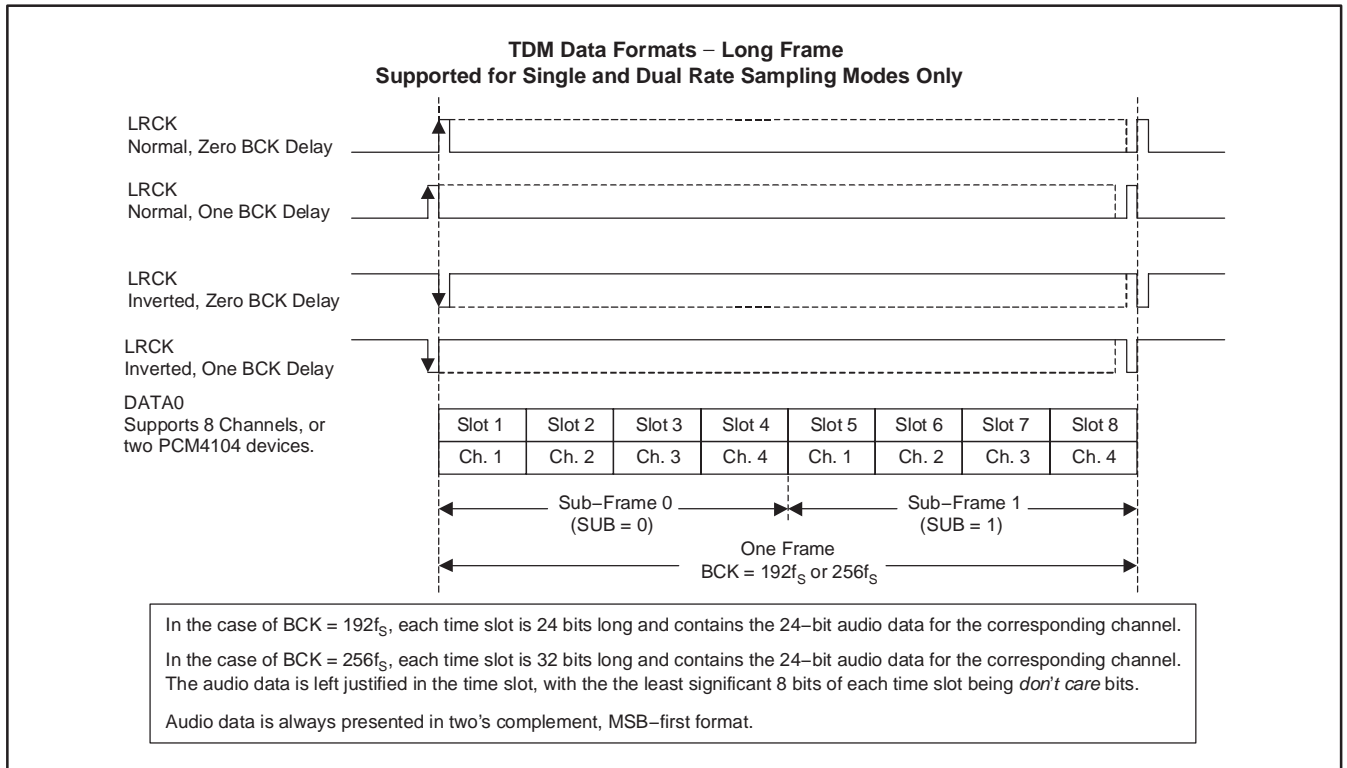 TDM Data Formats − Long Frame
Supported for Single and Dual Rate Sampling Modes Only
LRCK
Normal, Zero BCK Delay
LRCK
Normal, One BCK Delay
LRCK
Inverted, Zero BCK Delay
LRCK
Inverted, One BCK Delay
DATA0
Supports 8 Channels, or
two PCM4104 devices.
Slot 1 Slot 2 Slot 3 Slot 4 Slot 5 Slot 6 Slot 7 Slot 8
Ch. 1 Ch. 2 Ch. 3 Ch. 4 Ch. 1 Ch. 2 Ch. 3 Ch. 4
Sub−Frame 0 Sub−Frame 1
(SUB = 0) (SUB = 1)
One Frame
BCK = 192fS or 256fS
In the case of BCK = 192fS, each time slot is 24 bits long and contains the 24−bit audio data for the corresponding channel.
In the case of BCK = 256fS, each time slot is 32 bits long and contains the 24−bit audio data for the corresponding channel.
The audio data is left justified in the time slot, with the the least significant 8 bits of each time slot being don't care bits.
Audio data is always presented in two's complement, MSB−first format.